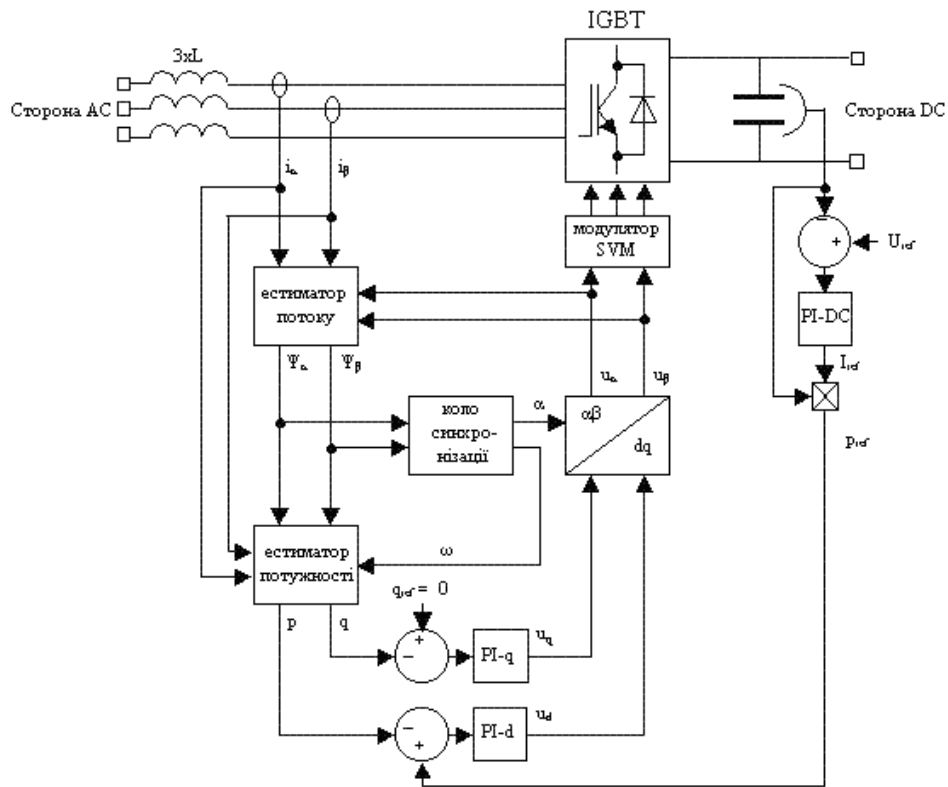 IGBT
3xL
Сторона AC
Сторона DC
iα
iβ
модулятор
SVM
Uref
естиматор
потоку
PI-DC
Ψα
Ψβ
uα
uβ
Iref
коло
синхро-
нізації
α
αβ
dq
pref
естиматор
потужності
ω
qref = 0
p
q
PI-q
uq
PI-d
ud